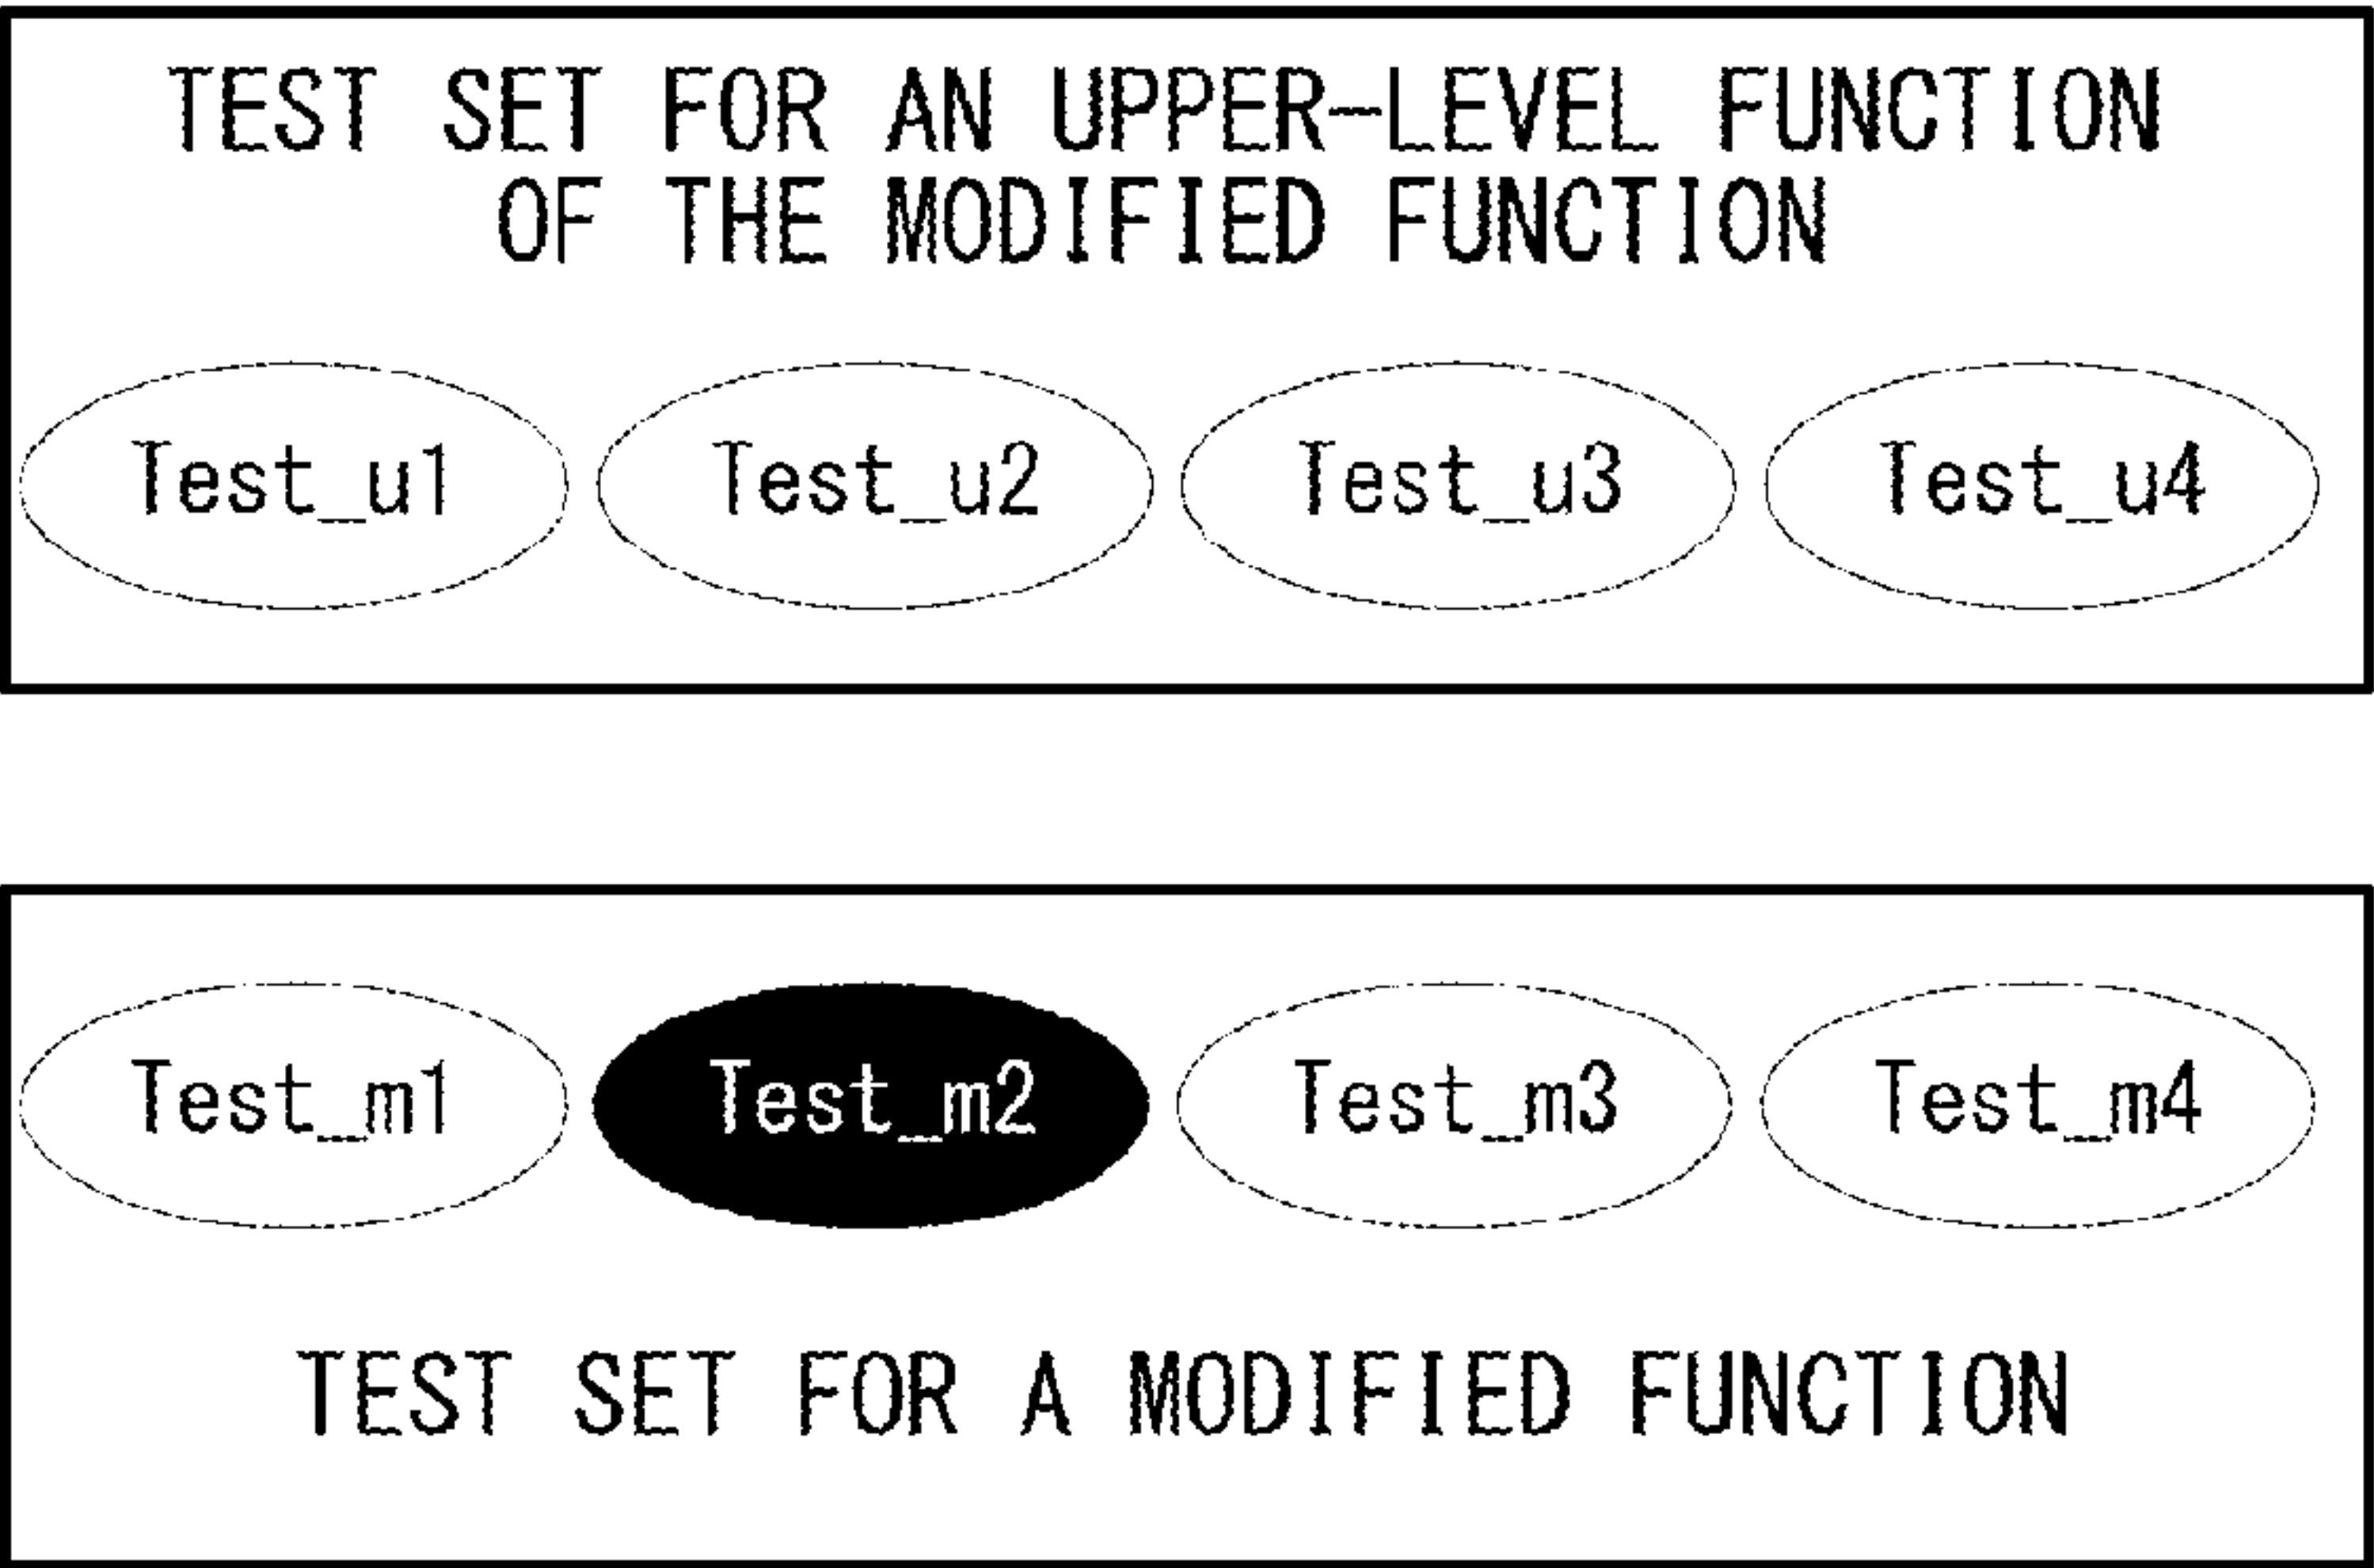 TEST SET FOR AN UPPER-LEVEL FUNCTION
OF THE MODIFIED FUNCTION
Test_u1 Test_u2 Test_u3 Test_u4
Test_m1 Test_m2 Test_m3 Test_m4
TEST SET FOR A MODIFIED FUNCTION